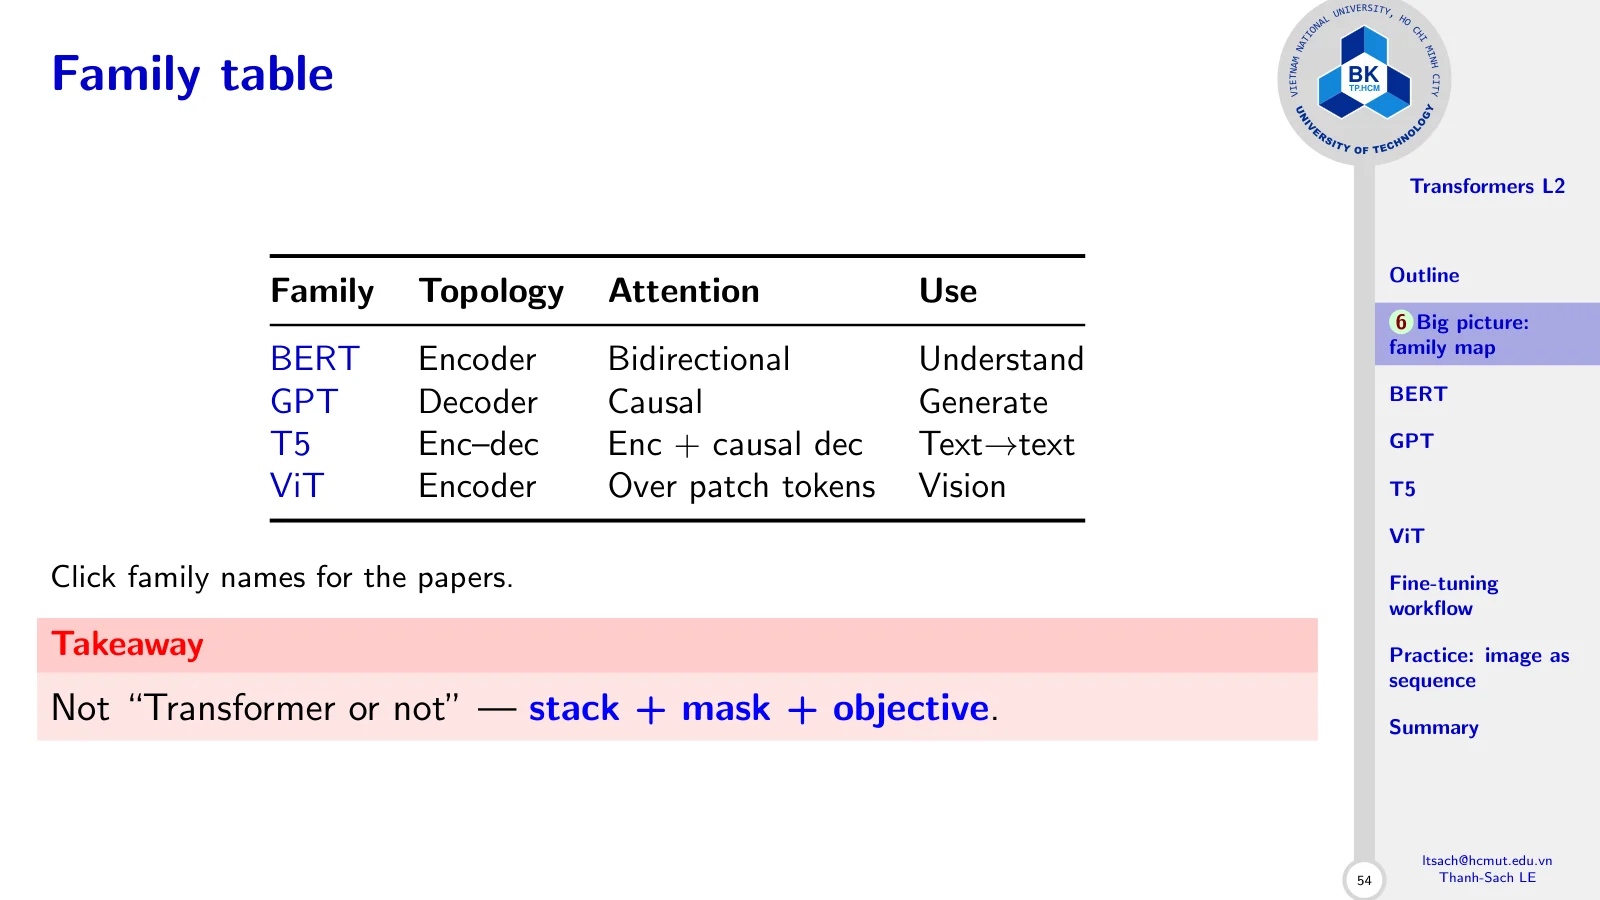 Family table
Family Topology Attention Use
BERT Encoder Bidirectional Understand
GPT Decoder Causal Generate
T5 Enc–dec Enc + causal dec Text→text
ViT Encoder Over patch tokens Vision
Click family names for the papers.
Takeaway
Not “Transformer or not” — stack + mask + objective.
VIETNAM NATIONAL UNIVERSITY, HO CHI MINH CITY
BK
TP.HCM
UNIVERSITY OF TECHNOLOGY
Transformers L2
Outline
6 Big picture:
family map
BERT
GPT
T5
ViT
Fine-tuning
workflow
Practice: image as
sequence
Summary
ltsach@hcmut.edu.vn
Thanh-Sach LE
54